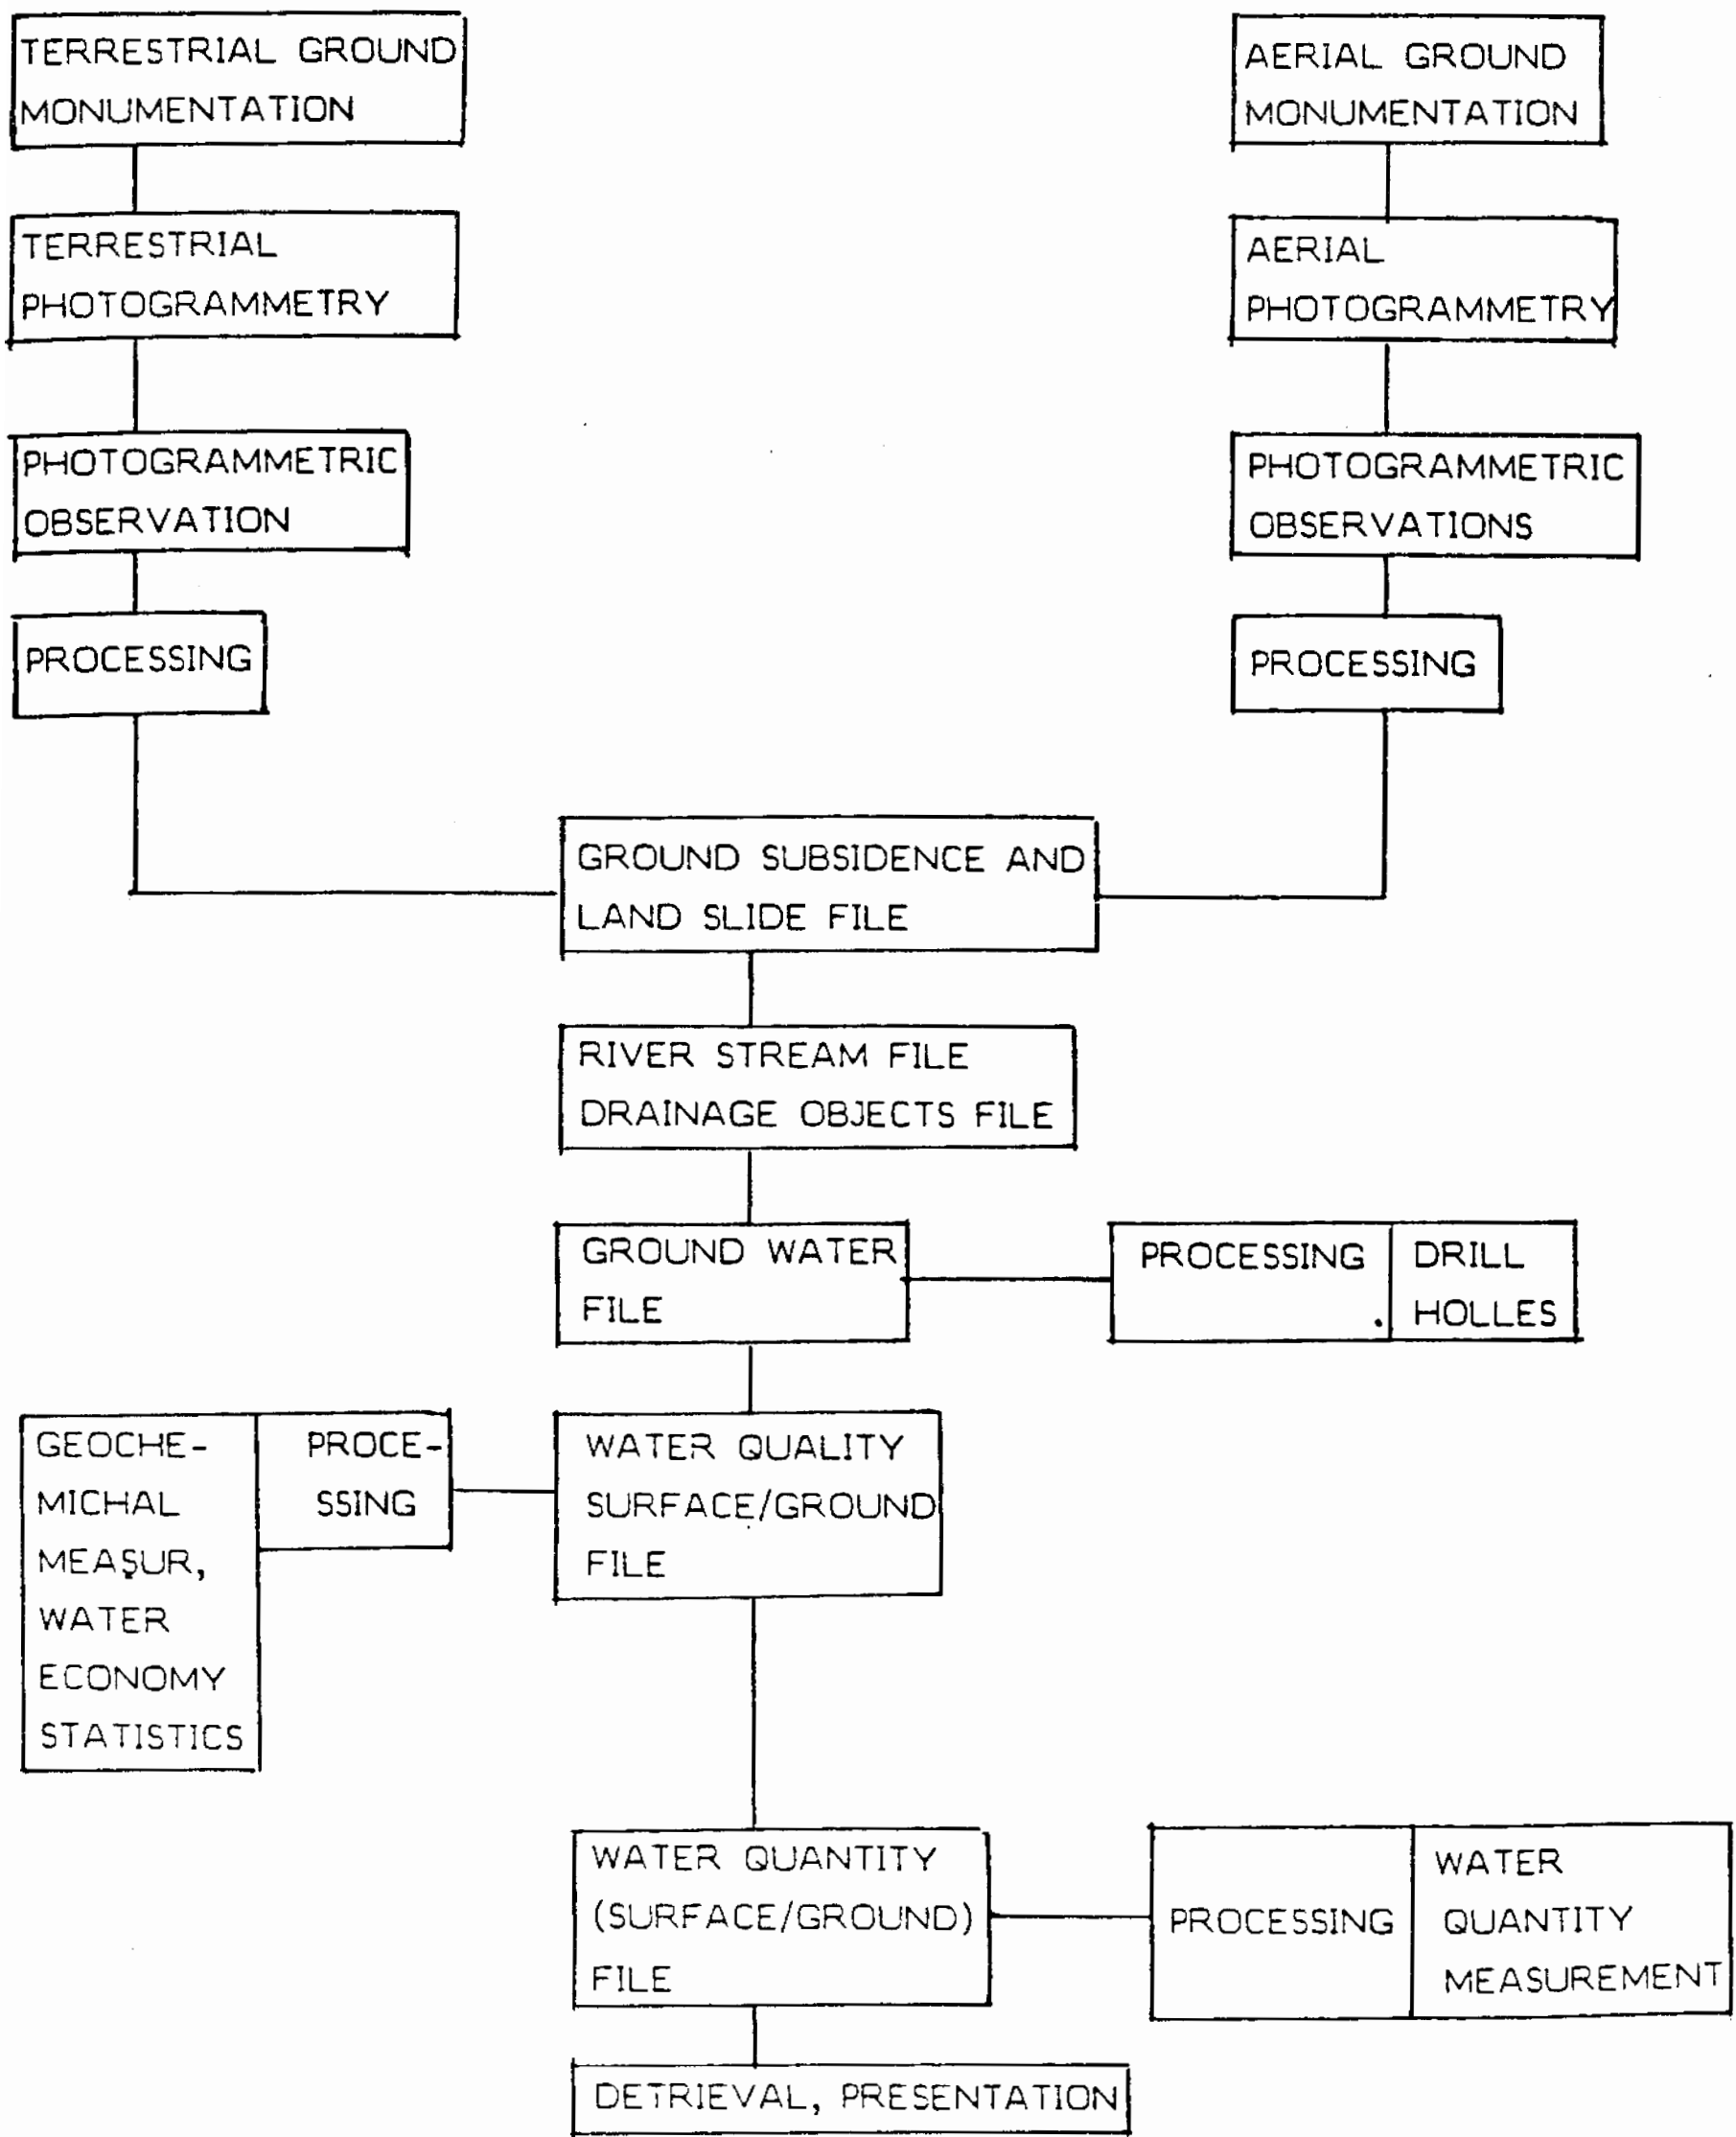 TERRESTRIAL GROUND
MONUMENTATION
AERIAL GROUND
MONUMENTATION
TERRESTRIAL
PHOTOGRAMMETRY
AERIAL
PHOTOGRAMMETRY
PHOTOGRAMMETRIC
OBSERVATION
PHOTOGRAMMETRIC
OBSERVATIONS
PROCESSING
PROCESSING
GROUND SUBSIDENCE AND
LAND SLIDE FILE
RIVER STREAM FILE
DRAINAGE OBJECTS FILE
GROUND WATER
FILE
PROCESSING
DRILL
HOLLES
GEOCHE-
MICHAL
MEASUR,
WATER
ECONOMY
STATISTICS
PROCE-
SSING
WATER QUALITY
SURFACE/GROUND
FILE
WATER QUANTITY
(SURFACE/GROUND)
FILE
PROCESSING
WATER
QUANTITY
MEASUREMENT
DETRIEVAL, PRESENTATION